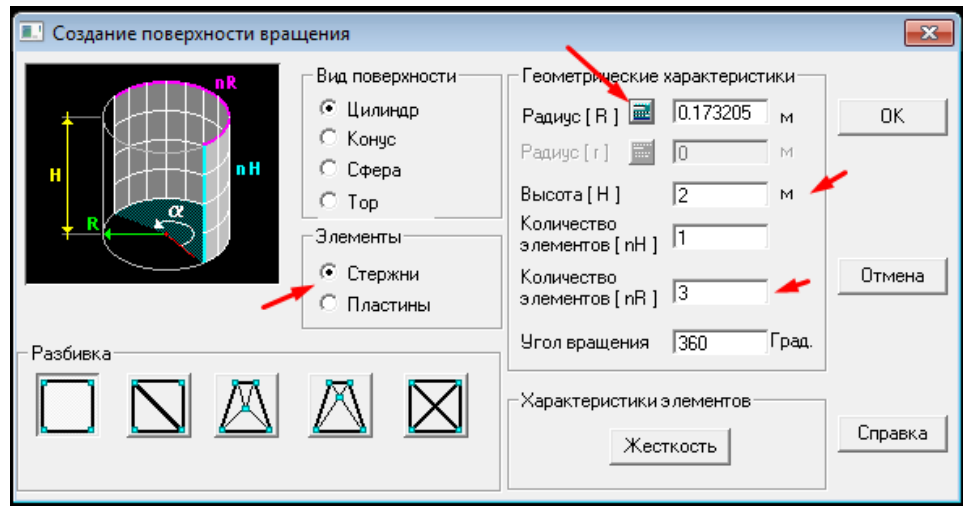 Создание поверхности вращения
nR
H
nH
α
R
Вид поверхности
Цилиндр
Конус
Сфера
Тор
Элементы
Стержни
Пластины
Разбивка
Геометрические характеристики
Радиус [ R ] 0.173205 м
Радиус [ r ] 0 м
Высота [ H ] 2 м
Количество
элементов [ nH ] 1
Количество
элементов [ nR ] 3
Угол вращения 360 Град.
Характеристики элементов
Жесткость
OK
Отмена
Справка